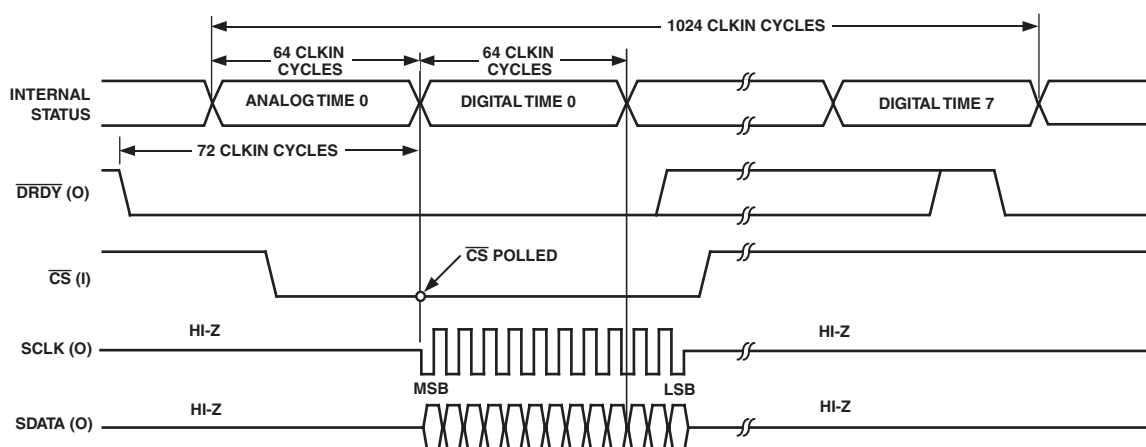 1024 CLKIN CYCLES
64 CLKIN
CYCLES
64 CLKIN
CYCLES
INTERNAL
STATUS
ANALOG TIME 0
DIGITAL TIME 0
DIGITAL TIME 7
72 CLKIN CYCLES
DRDY (O)
CS (I)
CS POLLED
SCLK (O)
HI-Z
HI-Z
MSB
LSB
SDATA (O)
HI-Z
HI-Z